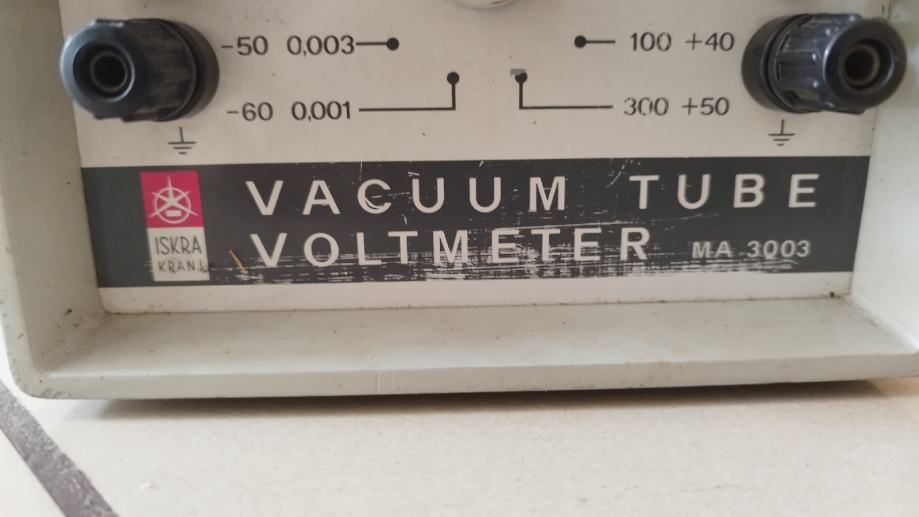 -50 0,003
100 +40
-60 0,001
300 +50
VACUUM TUBE
VOLTMETER MA 3003
ISKRA
KRANJ